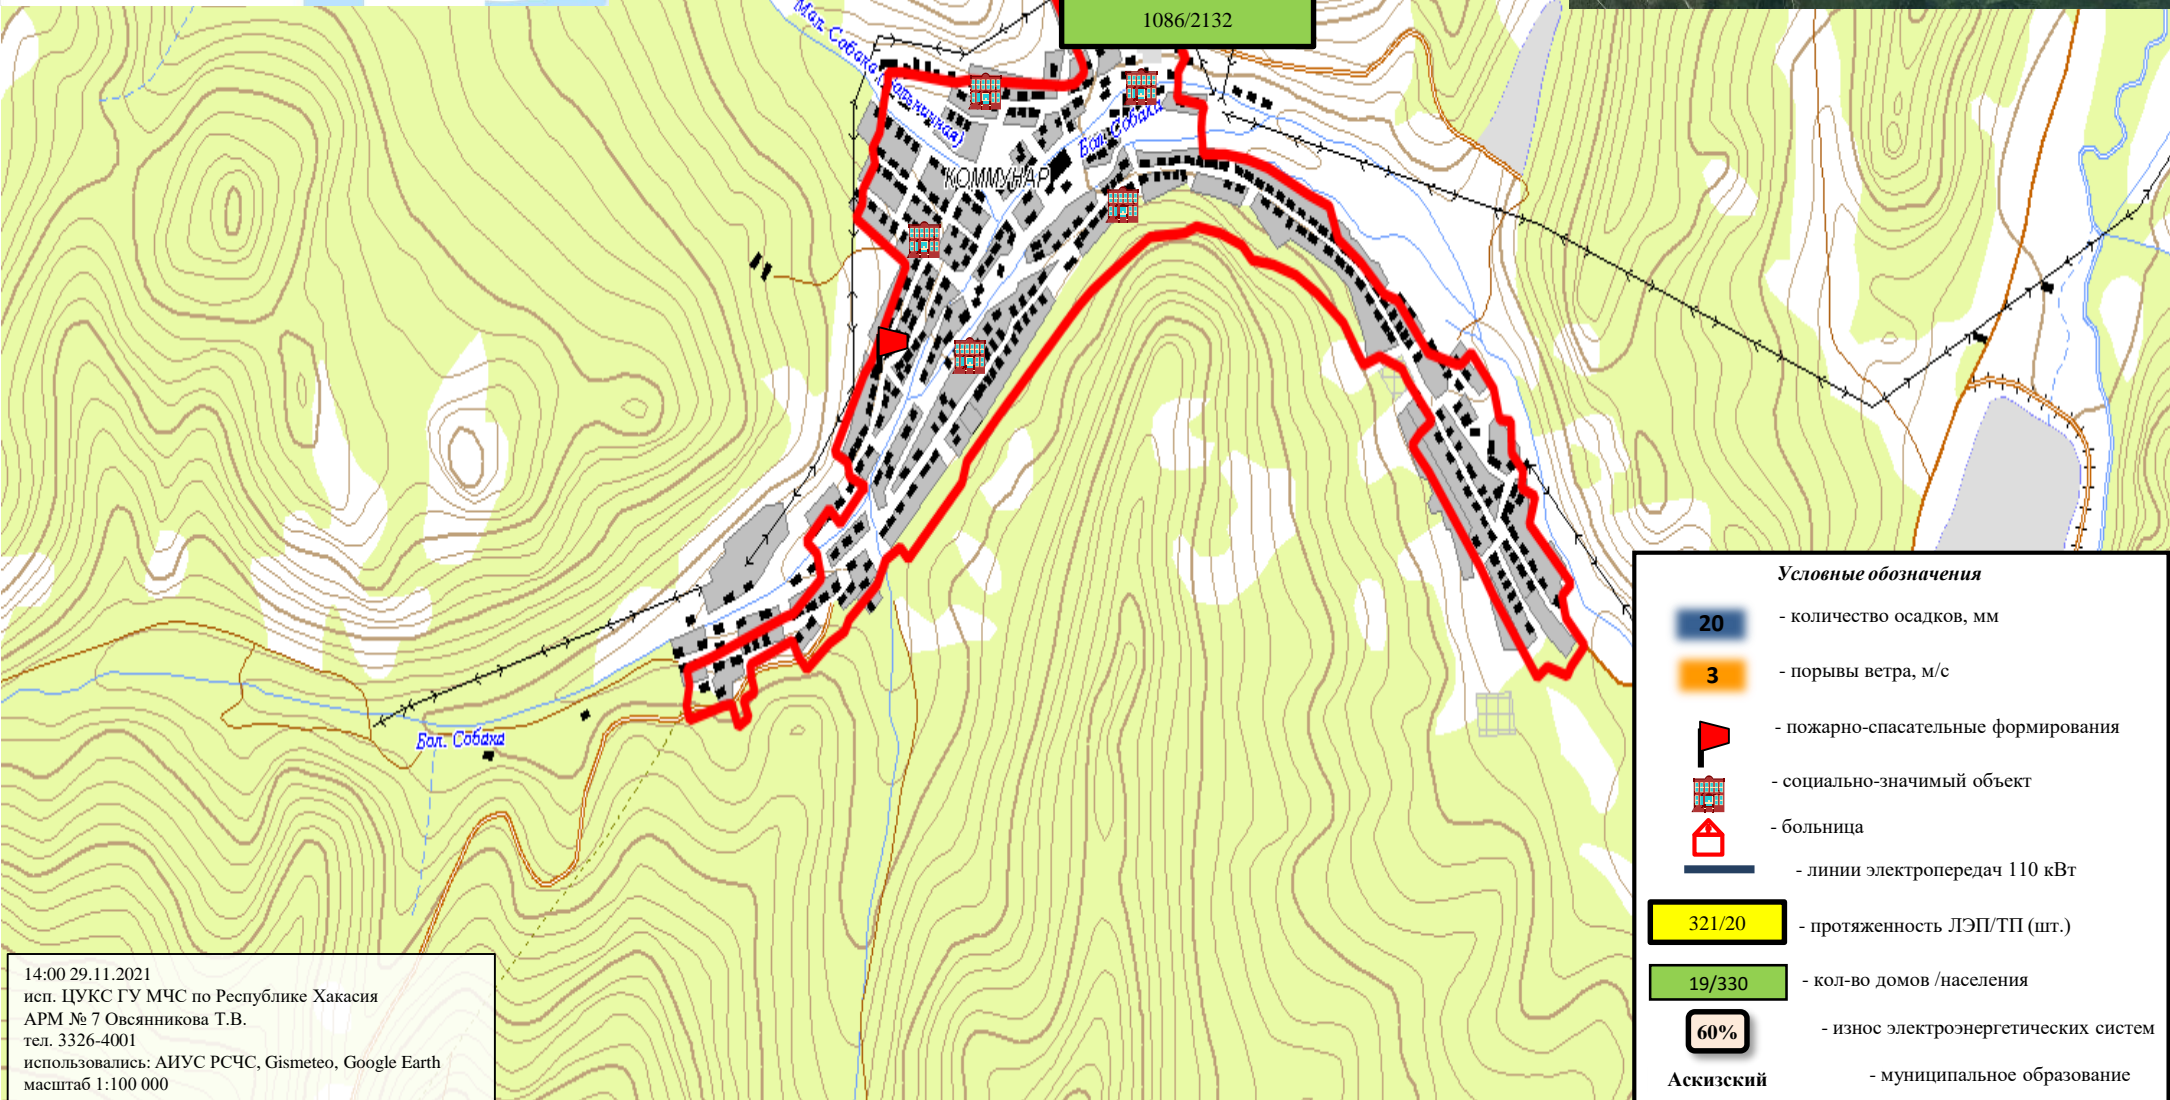 1086/2132
Мал. Собака
Бол. Собака
КОММУНАР
Бол. Собака
Условные обозначения
20 - количество осадков, мм
3 - порывы ветра, м/с
- пожарно-спасательные формирования
- социально-значимый объект
- больница
- линии электропередач 110 кВт
321/20 - протяженность ЛЭП/ТП (шт.)
19/330 - кол-во домов /населения
60% - износ электроэнергетических систем
Аскизский - муниципальное образование
14:00 29.11.2021
исп. ЦУКС ГУ МЧС по Республике Хакасия
АРМ № 7 Овсянникова Т.В.
тел. 3326-4001
использовались: АИУС РСЧС, Gismeteo, Google Earth
масштаб 1:100 000